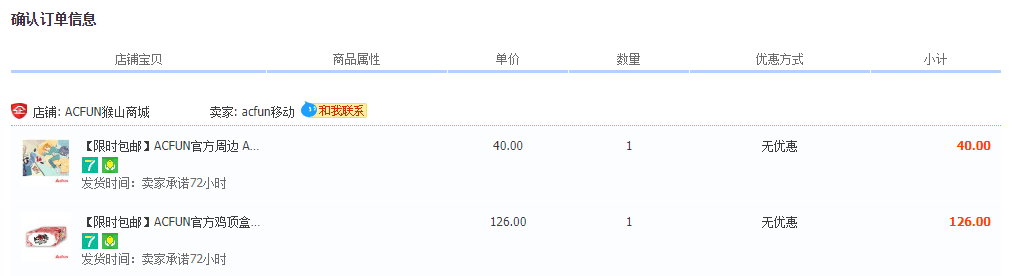 确认订单信息
店铺宝贝 商品属性 单价 数量 优惠方式 小计
店铺: ACFUN猴山商城 卖家: acfun移动 和我联系
【限时包邮】ACFUN官方周边 A... 40.00 1 无优惠 40.00
7
发货时间：卖家承诺72小时
【限时包邮】ACFUN官方鸡顶盒... 126.00 1 无优惠 126.00
7
发货时间：卖家承诺72小时